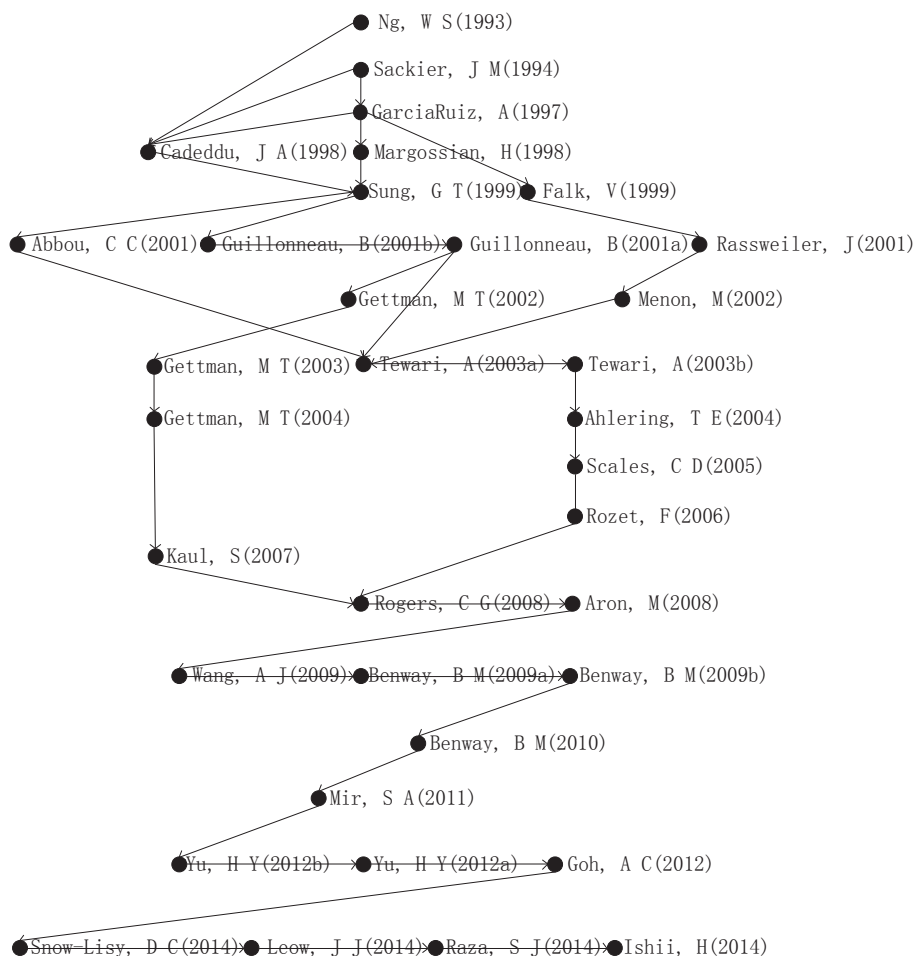 Ng, W S(1993)
Sackier, J M(1994)
GarciaRuiz, A(1997)
Cadeddu, J A(1998) Margossian, H(1998)
Sung, G T(1999) Falk, V(1999)
Abbou, C C(2001) Guillonneau, B(2001b) Guillonneau, B(2001a) Rassweiler, J(2001)
Gettman, M T(2002) Menon, M(2002)
Gettman, M T(2003) Tewari, A(2003a) Tewari, A(2003b)
Gettman, M T(2004) Ahlering, T E(2004)
Scales, C D(2005)
Rozet, F(2006)
Kaul, S(2007)
Rogers, C G(2008) Aron, M(2008)
Wang, A J(2009) Benway, B M(2009a) Benway, B M(2009b)
Benway, B M(2010)
Mir, S A(2011)
Yu, H Y(2012b) Yu, H Y(2012a) Goh, A C(2012)
Snow-Lisy, D C(2014) Leow, J J(2014) Raza, S J(2014) Ishii, H(2014)